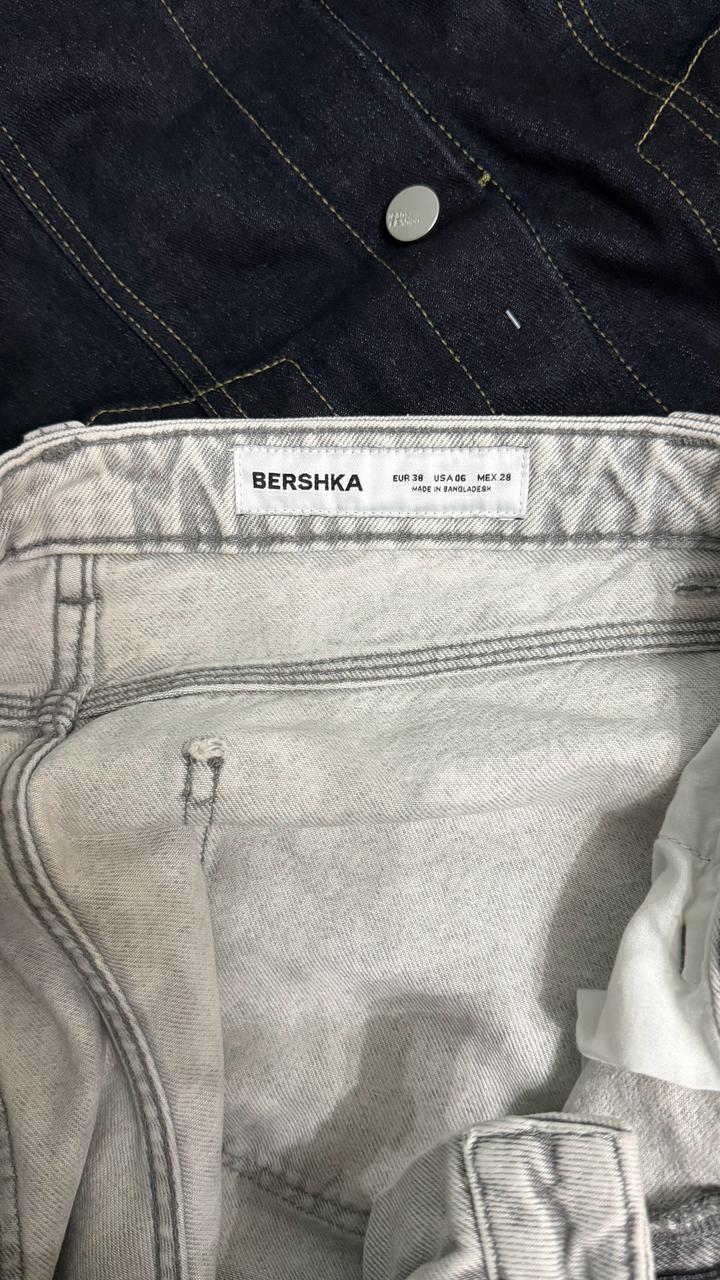 BERSHKA
EUR 38 USA 06 MEX 28
MADE IN BANGLADESH